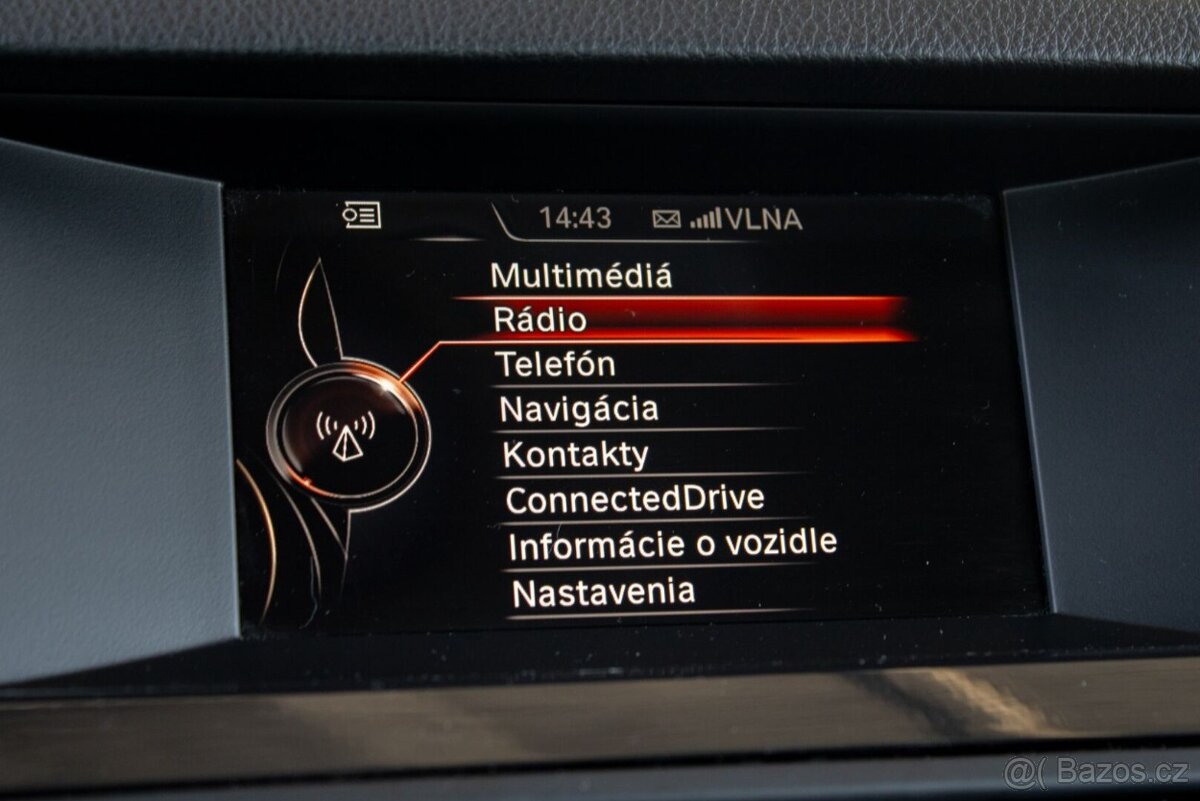 14:43 VLNA
Multimédiá
Rádio
Telefón
Navigácia
Kontakty
ConnectedDrive
Informácie o vozidle
Nastavenia
@( Bazos.cz